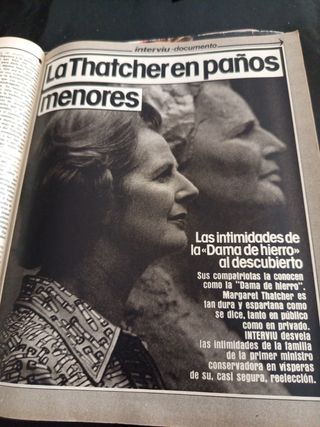 interviu-documento
La Thatcher en paños
menores
Las intimidades de
la «Dama de hierro»
al descubierto
Sus compatriotas la conocen
como la "Dama de hierro".
Margaret Thatcher es
tan dura y espartana como
se dice, tanto en público
como en privado.
INTERVIU desvela
las intimidades de la familia
de la primer ministro
conservadora en vísperas
de su, casi segura, reelección.